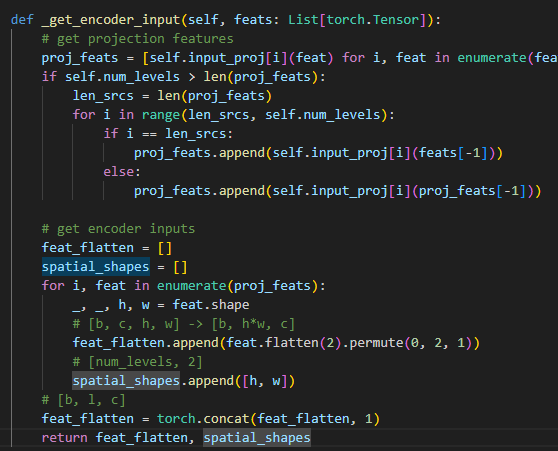 def _get_encoder_input(self, feats: List[torch.Tensor]):
    # get projection features
    proj_feats = [self.input_proj[i](feat) for i, feat in enumerate(fea
    if self.num_levels > len(proj_feats):
        len_srcs = len(proj_feats)
        for i in range(len_srcs, self.num_levels):
            if i == len_srcs:
                proj_feats.append(self.input_proj[i](feats[-1]))
            else:
                proj_feats.append(self.input_proj[i](proj_feats[-1]))

    # get encoder inputs
    feat_flatten = []
    spatial_shapes = []
    for i, feat in enumerate(proj_feats):
        _, _, h, w = feat.shape
        # [b, c, h, w] -> [b, h*w, c]
        feat_flatten.append(feat.flatten(2).permute(0, 2, 1))
        # [num_levels, 2]
        spatial_shapes.append([h, w])
    # [b, l, c]
    feat_flatten = torch.concat(feat_flatten, 1)
    return feat_flatten, spatial_shapes